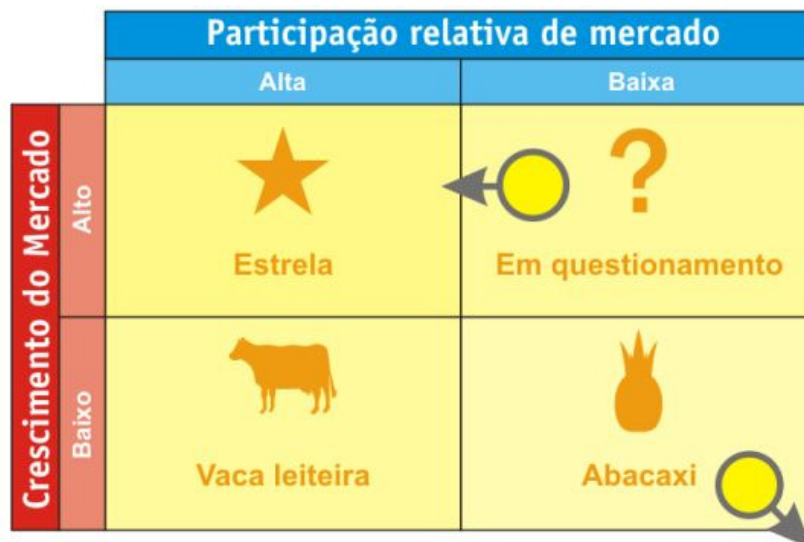 Participação relativa de mercado
Alta
Baixa
Crescimento do Mercado
Alto
?
Estrela
Em questionamento
Baixo
Vaca leiteira
Abacaxi